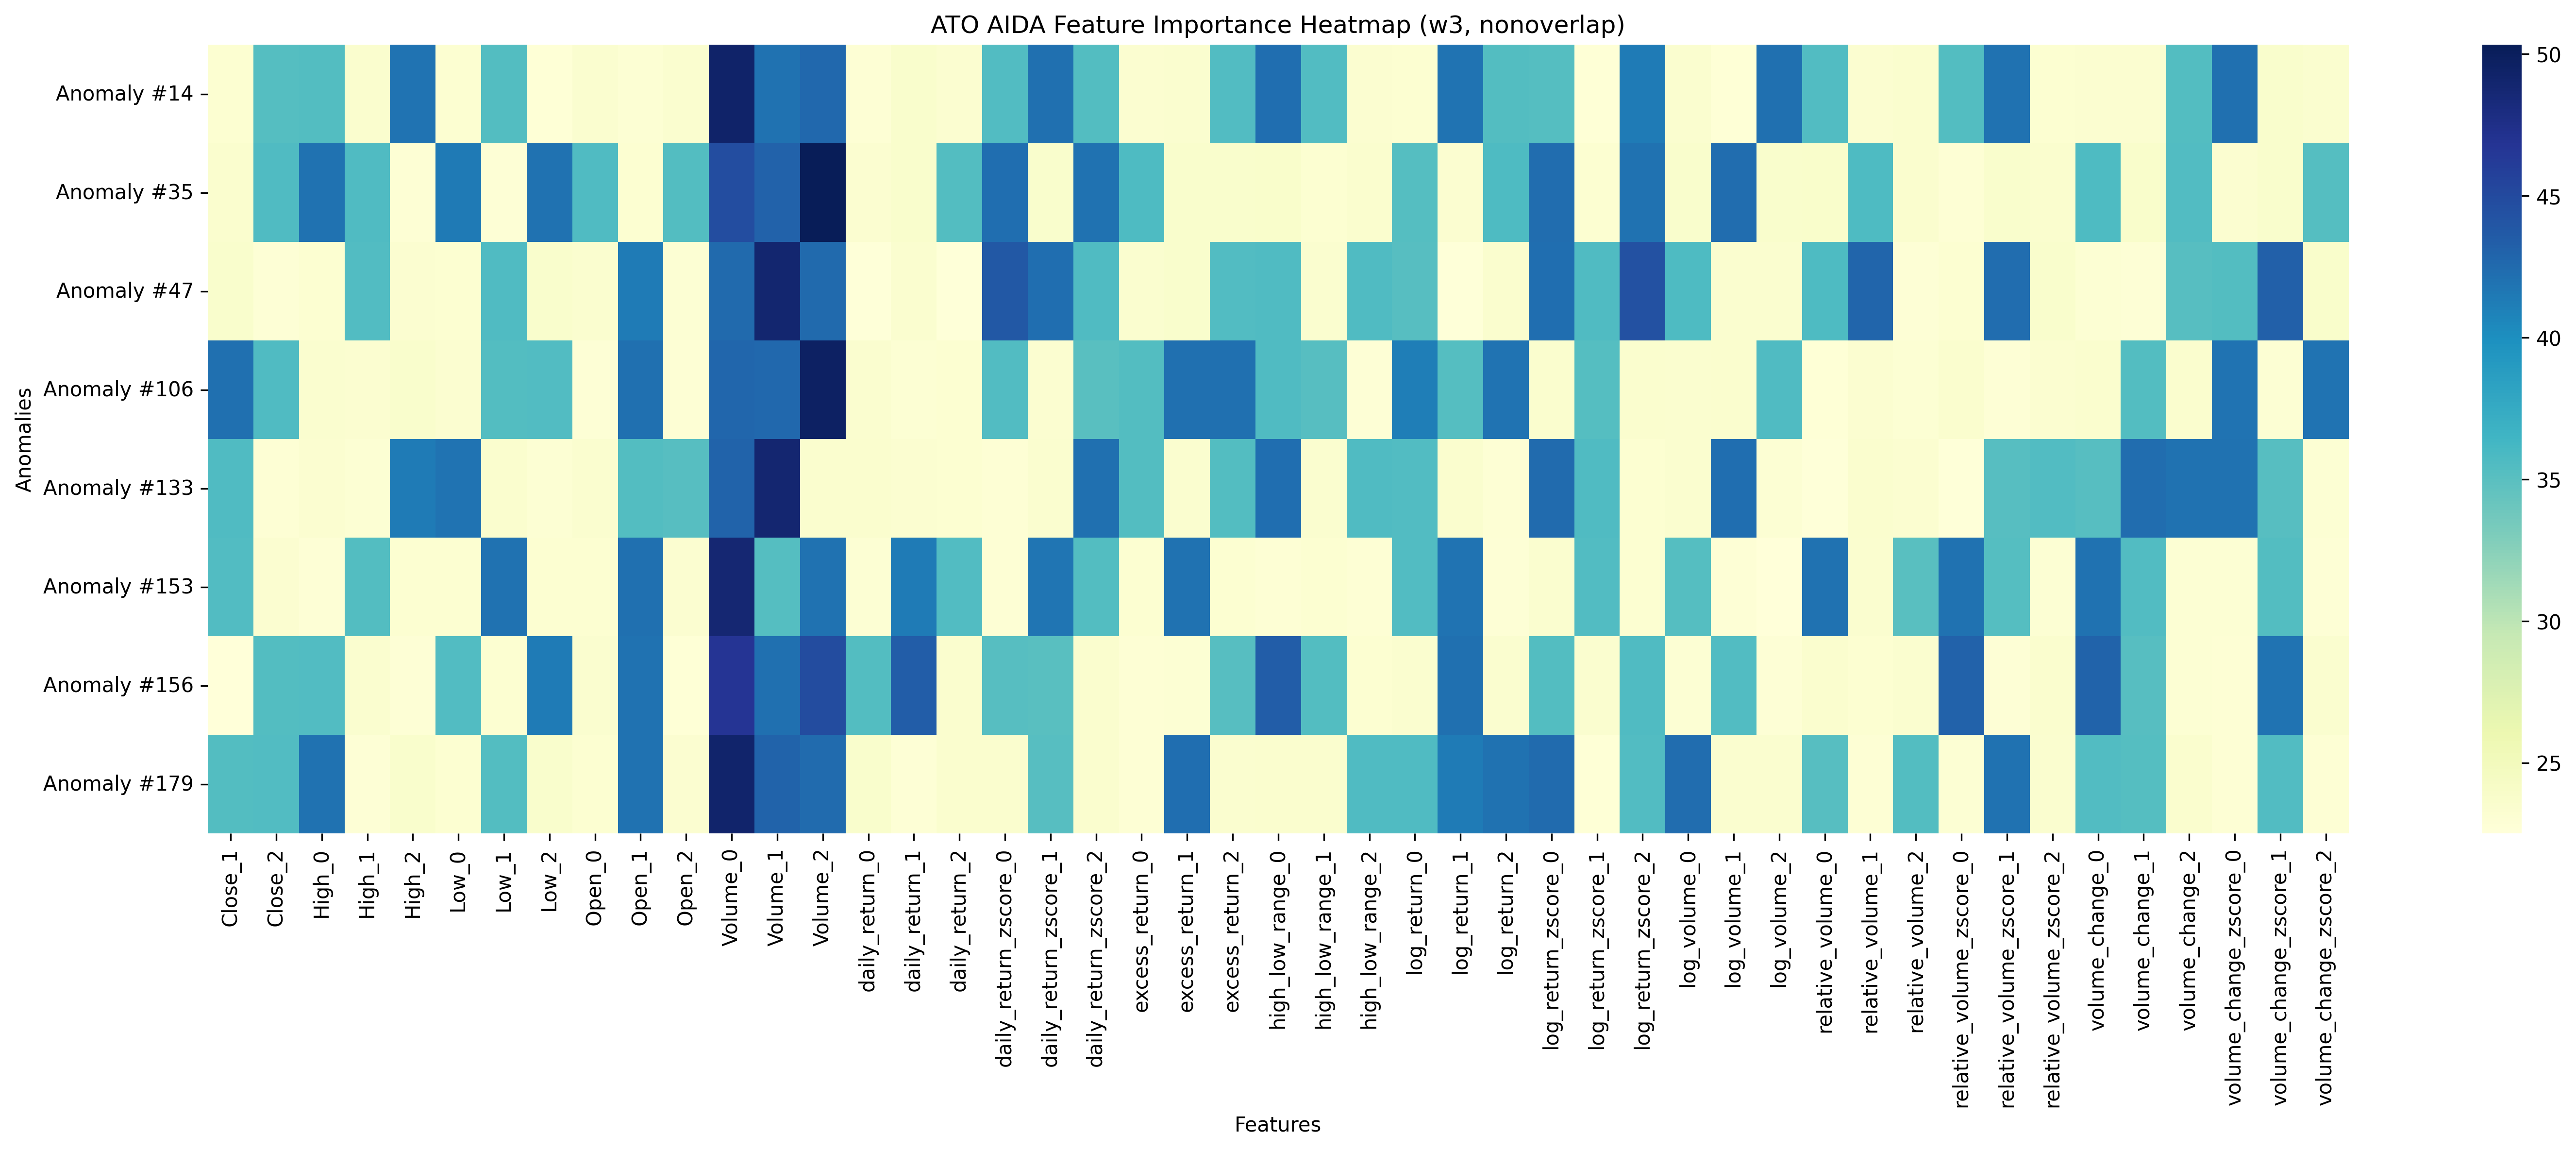 ATO AIDA Feature Importance Heatmap (w3, nonoverlap)
Anomalies
Anomaly #14
Anomaly #35
Anomaly #47
Anomaly #106
Anomaly #133
Anomaly #153
Anomaly #156
Anomaly #179
Close_1
Close_2
High_0
High_1
High_2
Low_0
Low_1
Low_2
Open_0
Open_1
Open_2
Volume_0
Volume_1
Volume_2
daily_return_0
daily_return_1
daily_return_2
daily_return_zscore_0
daily_return_zscore_1
daily_return_zscore_2
excess_return_0
excess_return_1
excess_return_2
high_low_range_0
high_low_range_1
high_low_range_2
log_return_0
log_return_1
log_return_2
log_return_zscore_0
log_return_zscore_1
log_return_zscore_2
log_volume_0
log_volume_1
log_volume_2
relative_volume_0
relative_volume_1
relative_volume_2
relative_volume_zscore_0
relative_volume_zscore_1
relative_volume_zscore_2
volume_change_0
volume_change_1
volume_change_2
volume_change_zscore_0
volume_change_zscore_1
volume_change_zscore_2
Features
50
45
40
35
30
25